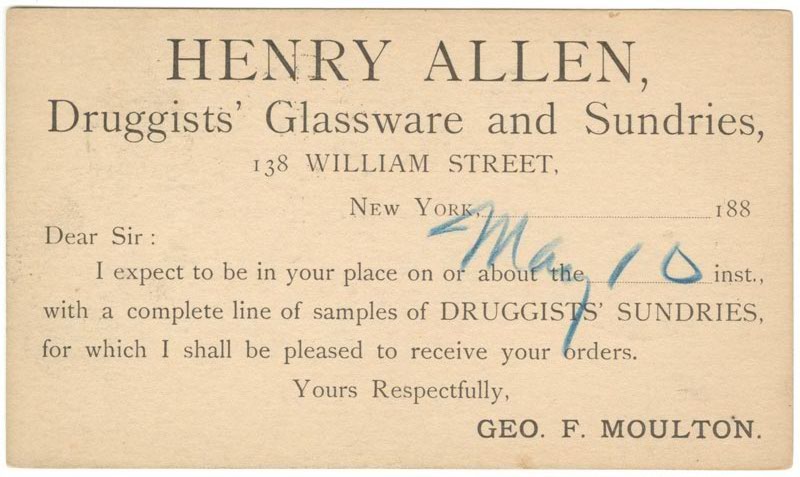 HENRY ALLEN,
Druggists' Glassware and Sundries,
138 WILLIAM STREET,
NEW YORK, 188
Dear Sir:
I expect to be in your place on or about the May 10 inst.,
with a complete line of samples of DRUGGISTS' SUNDRIES,
for which I shall be pleased to receive your orders.
Yours Respectfully,
GEO. F. MOULTON.